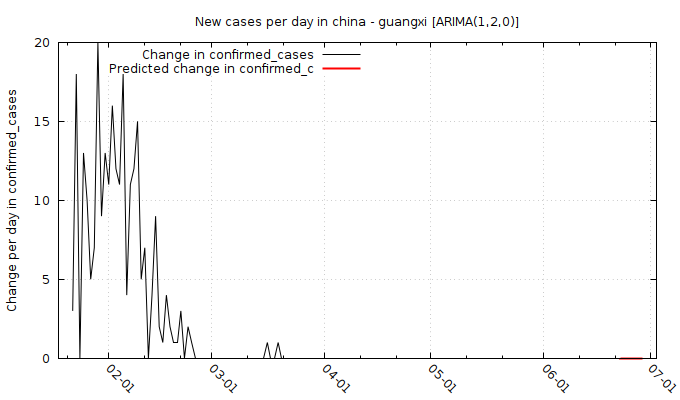 New cases per day in china - guangxi [ARIMA(1,2,0)]
Change in confirmed_cases
Predicted change in confirmed_c
Change per day in confirmed_cases
20
15
10
5
0
02-01
03-01
04-01
05-01
06-01
07-01